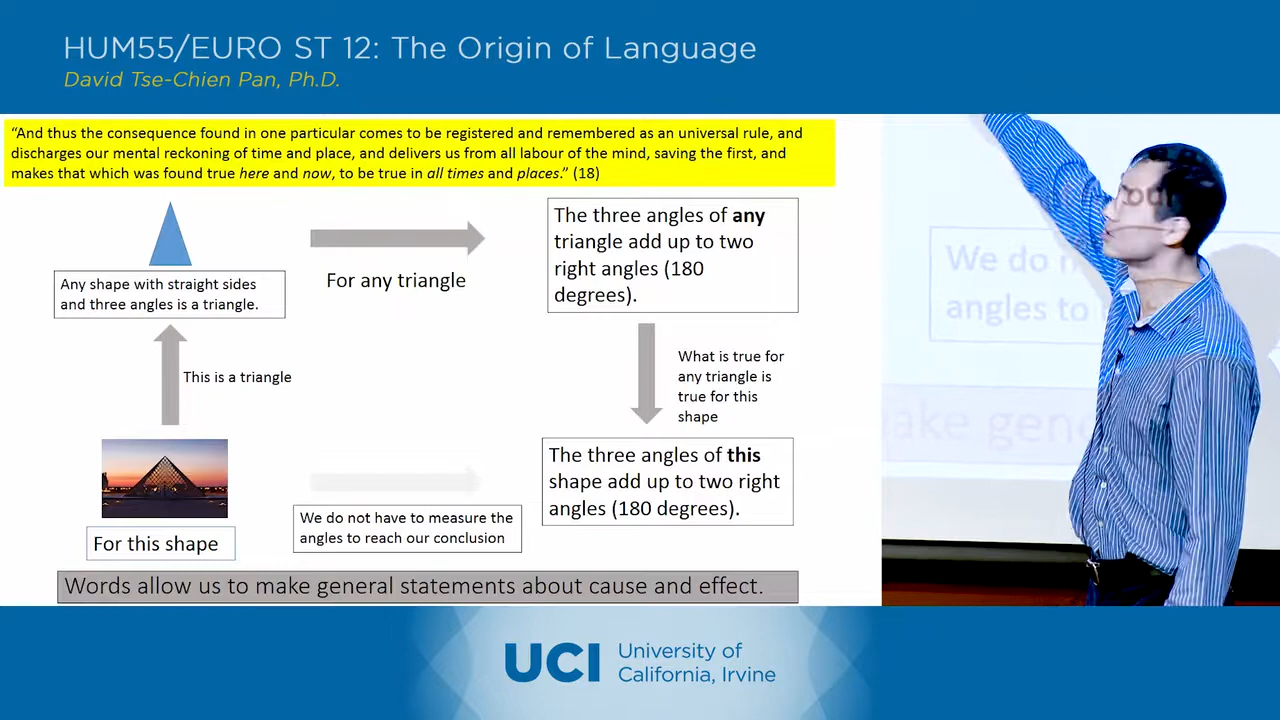 HUM55/EURO ST 12: The Origin of Language
David Tse-Chien Pan, Ph.D.
“And thus the consequence found in one particular comes to be registered and remembered as an universal rule, and
discharges our mental reckoning of time and place, and delivers us from all labour of the mind, saving the first, and
makes that which was found true here and now, to be true in all times and places.” (18)
Any shape with straight sides
and three angles is a triangle.
For any triangle
The three angles of any
triangle add up to two
right angles (180
degrees).
This is a triangle
What is true for
any triangle is
true for this
shape
For this shape
We do not have to measure the
angles to reach our conclusion
The three angles of this
shape add up to two right
angles (180 degrees).
Words allow us to make general statements about cause and effect.
We do
angles to
make gen
UCI
University of
California, Irvine